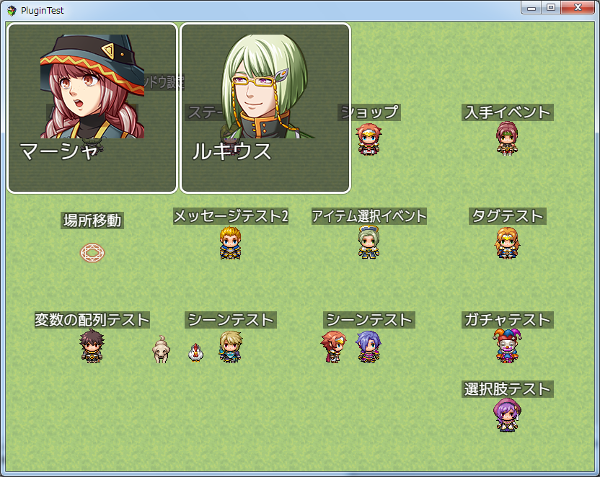 PluginTest
ンドウ設定
マーシャ
ステー
ルキウス
ショップ
入手イベント
場所移動
メッセージテスト2
アイテム選択イベント
タグテスト
変数の配列テスト
シーンテスト
シーンテスト
ガチャテスト
選択肢テスト